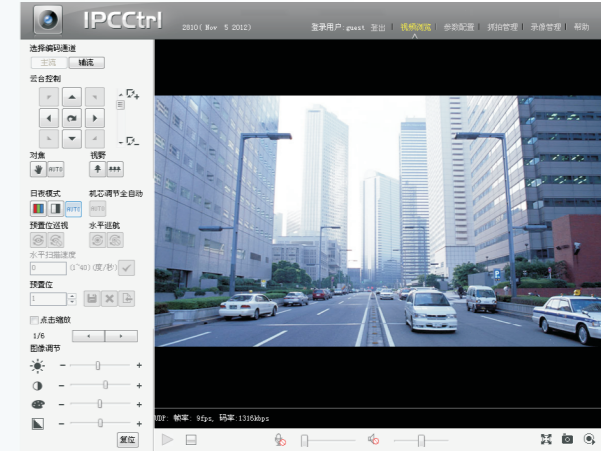 IPCCtrl 2810( Nov 5 2012) 登录用户:guest 登出 视频浏览 参数配置 抓拍管理 录像管理 帮助
选择编码通道
主流 辅流
云台控制
对焦 视野
AUTO
日夜模式 机芯调节全自动
AUTO AUTO
预置位巡视 水平巡航
水平扫描速度
0 (1~40)(度/秒)
预置位
1
点击缩放
1/6
图像调节
复位
UDP: 帧率: 9fps, 码率:1316kbps